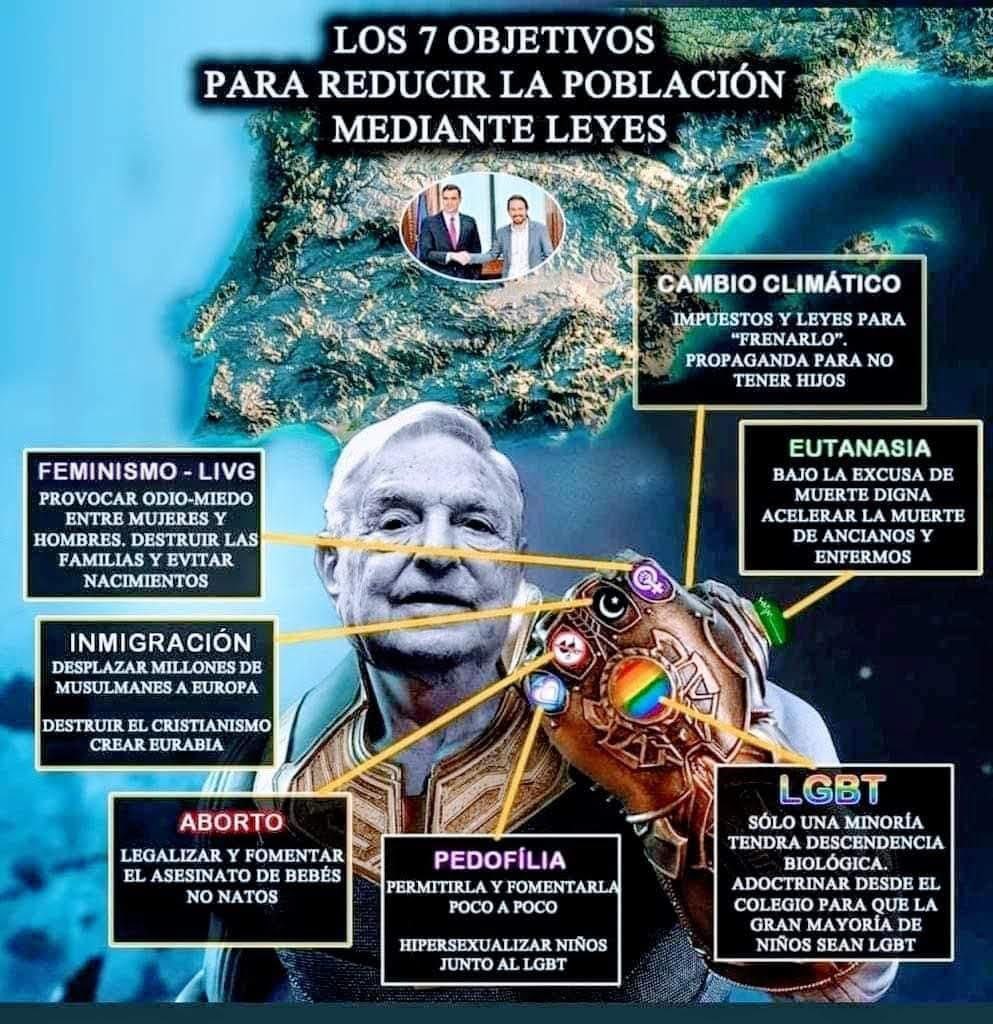 LOS 7 OBJETIVOS
PARA REDUCIR LA POBLACIÓN
MEDIANTE LEYES
CAMBIO CLIMÁTICO
IMPUESTOS Y LEYES PARA
“FRENARLO”.
PROPAGANDA PARA NO
TENER HIJOS
EUTANASIA
BAJO LA EXCUSA DE
MUERTE DIGNA
ACELERAR LA MUERTE
DE ANCIANOS Y
ENFERMOS
FEMINISMO - LIVG
PROVOCAR ODIO-MIEDO
ENTRE MUJERES Y
HOMBRES. DESTRUIR LAS
FAMILIAS Y EVITAR
NACIMIENTOS
INMIGRACIÓN
DESPLAZAR MILLONES DE
MUSULMANES A EUROPA
DESTRUIR EL CRISTIANISMO
CREAR EURABIA
ABORTO
LEGALIZAR Y FOMENTAR
EL ASESINATO DE BEBÉS
NO NATOS
PEDOFÍLIA
PERMITIRLA Y FOMENTARLA
POCO A POCO
HIPERSEXUALIZAR NIÑOS
JUNTO AL LGBT
LGBT
SÓLO UNA MINORÍA
TENDRA DESCENDENCIA
BIOLÓGICA.
ADOCTRINAR DESDE EL
COLEGIO PARA QUE LA
GRAN MAYORÍA DE
NIÑOS SEAN LGBT